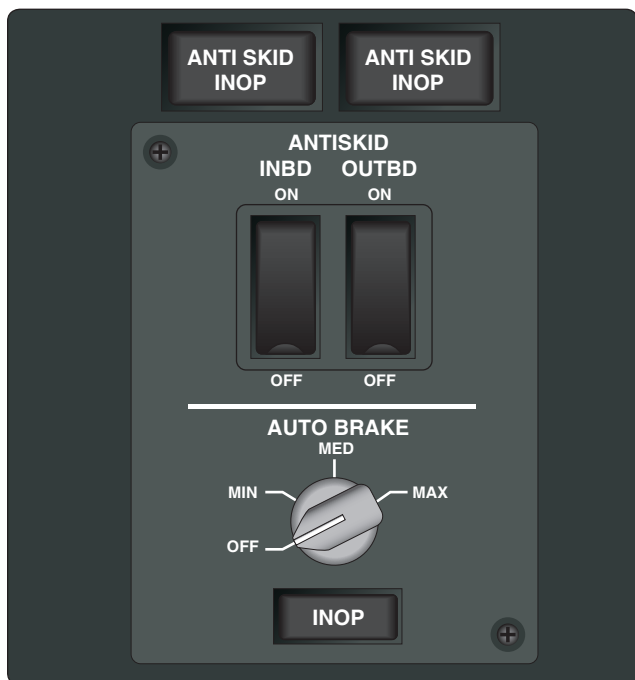 ANTI SKID
INOP
ANTI SKID
INOP
ANTISKID
INBD OUTBD
ON ON
OFF OFF
AUTO BRAKE
MED
MIN MAX
OFF
INOP